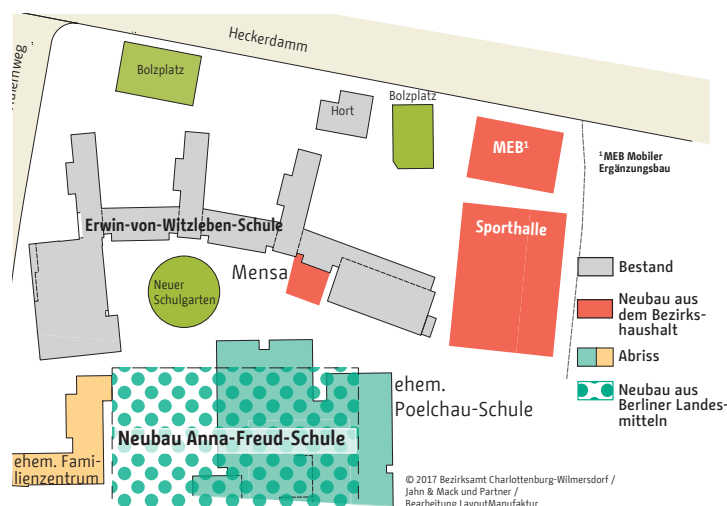 Heckerdamm
Bolzplatz
Hort
Bolzplatz
MEB¹
¹MEB Mobiler
Ergänzungsbau
Erwin-von-Witzleben-Schule
Sporthalle
Mensa
Neuer
Schulgarten
Bestand
Neubau aus
dem Bezirks-
haushalt
Abriss
Neubau aus
Berliner Landes-
mitteln
ehem.
Poelchau-Schule
Neubau Anna-Freud-Schule
ehem. Fami-
lienzentrum
© 2017 Bezirksamt Charlottenburg-Wilmersdorf /
Jahn & Mack und Partner /
Bearbeitung LayoutManufaktur